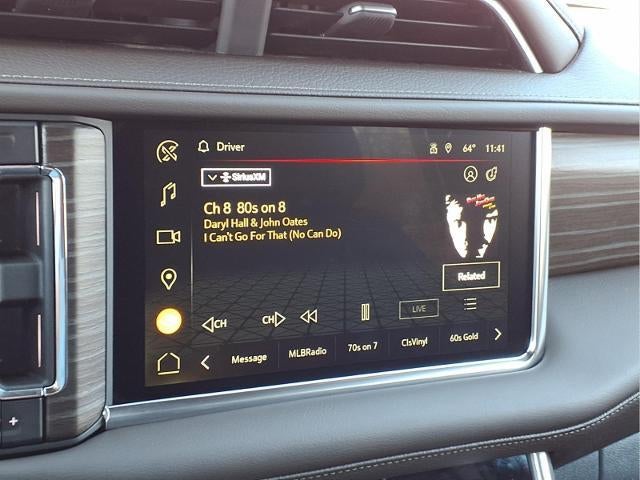 Driver
64° 11:41
SiriusXM
Ch 8 80s on 8
Daryl Hall & John Oates
I Can't Go For That (No Can Do)
Related
CH CH LIVE
Message MLBRadio 70s on 7 ClsVinyl 60s Gold
+